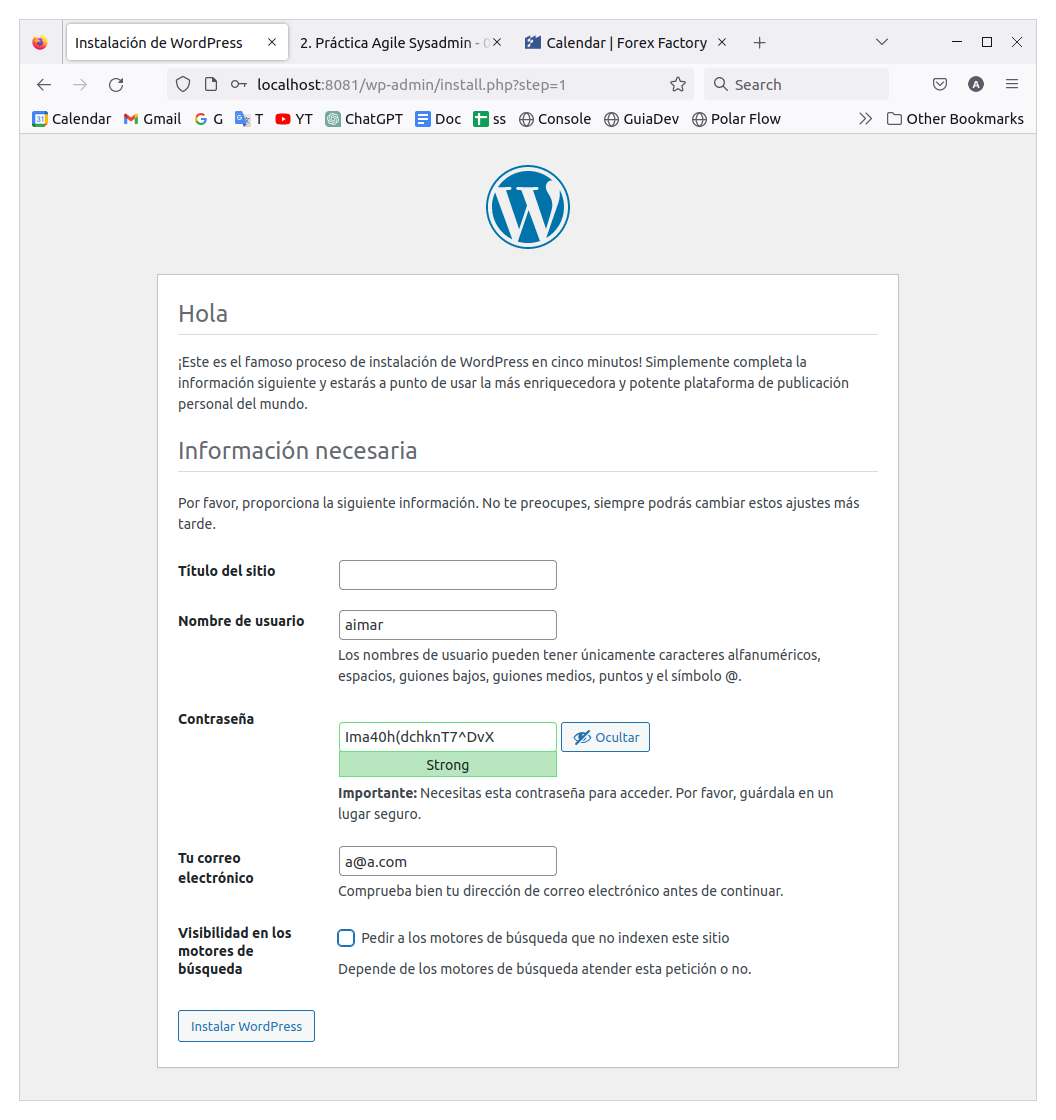 Instalación de WordPress
2. Práctica Agile Sysadmin -
Calendar | Forex Factory
localhost:8081/wp-admin/install.php?step=1
Search
A
31 Calendar Gmail G G T YT ChatGPT Doc ss Console GuiaDev Polar Flow Other Bookmarks
W
Hola
¡Este es el famoso proceso de instalación de WordPress en cinco minutos! Simplemente completa la
información siguiente y estarás a punto de usar la más enriquecedora y potente plataforma de publicación
personal del mundo.
Información necesaria
Por favor, proporciona la siguiente información. No te preocupes, siempre podrás cambiar estos ajustes más
tarde.
Título del sitio
Nombre de usuario
aimar
Los nombres de usuario pueden tener únicamente caracteres alfanuméricos,
espacios, guiones bajos, guiones medios, puntos y el símbolo @.
Contraseña
Ima40h(dchknT7^DvX
Ocultar
Strong
Importante: Necesitas esta contraseña para acceder. Por favor, guárdala en un
lugar seguro.
Tu correo
electrónico
a@a.com
Comprueba bien tu dirección de correo electrónico antes de continuar.
Visibilidad en los
motores de
búsqueda
Pedir a los motores de búsqueda que no indexen este sitio
Depende de los motores de búsqueda atender esta petición o no.
Instalar WordPress